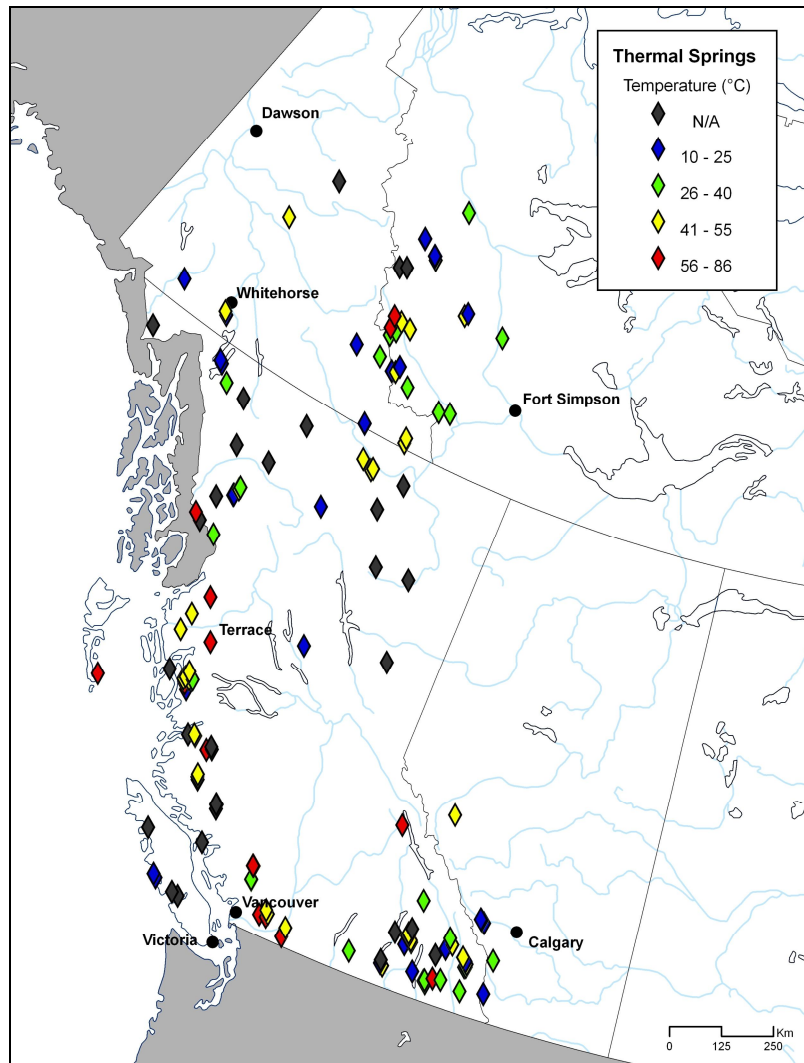 Thermal Springs
Temperature (°C)
N/A
10 - 25
26 - 40
41 - 55
56 - 86
Dawson
Whitehorse
Fort Simpson
Terrace
Vancouver
Victoria
Calgary
Km
0 125 250